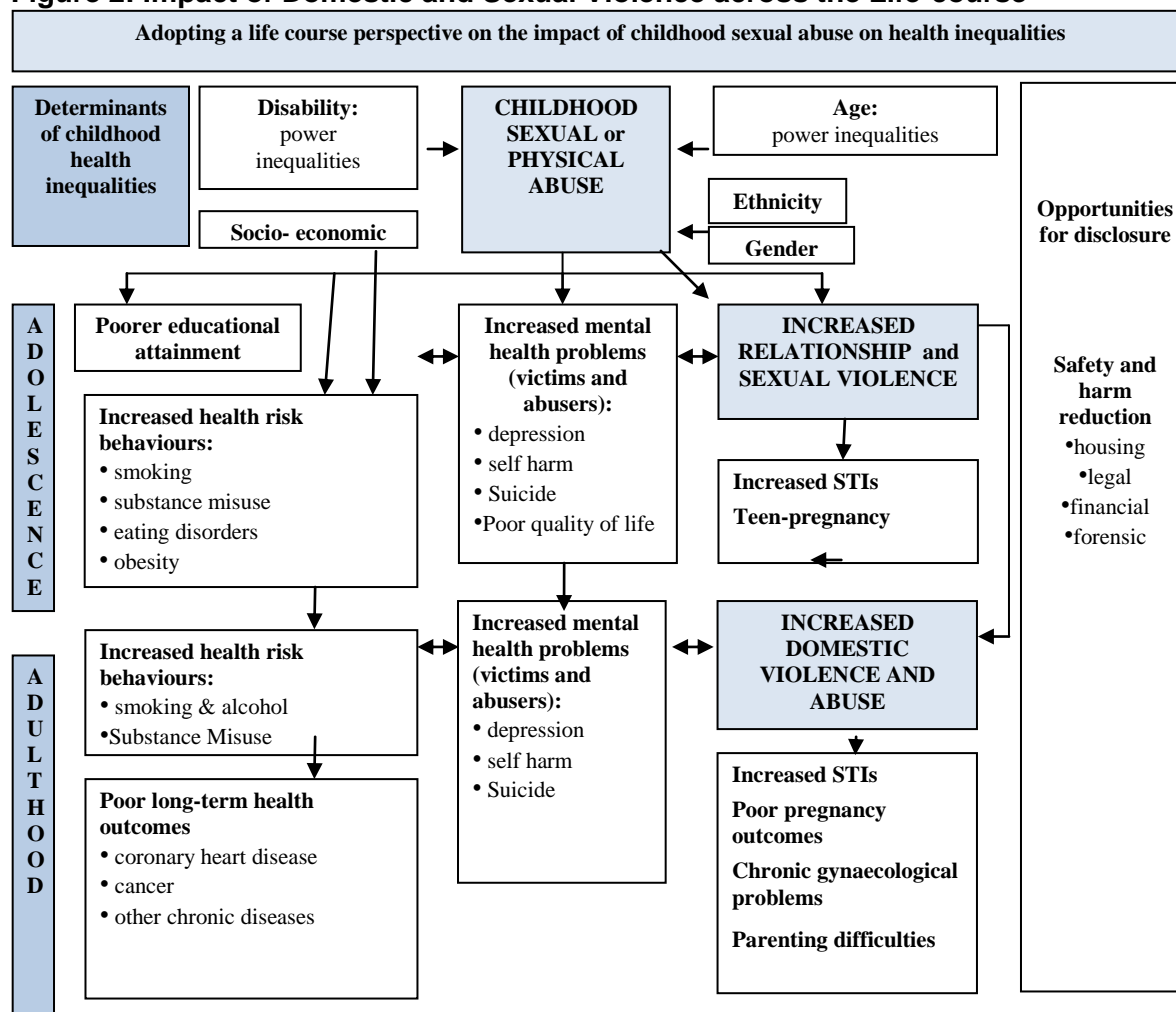 Figure 2: Impact of Domestic and Sexual Violence across the Life-course
Adopting a life course perspective on the impact of childhood sexual abuse on health inequalities
Determinants
of childhood
health
inequalities
Disability:
power
inequalities
Socio- economic
CHILDHOOD
SEXUAL or
PHYSICAL
ABUSE
Age:
power inequalities
Ethnicity
Gender
Opportunities
for disclosure
Safety and
harm
reduction
•housing
•legal
•financial
•forensic
A
D
O
L
E
S
C
E
N
C
E
Poorer educational
attainment
Increased health risk
behaviours:
• smoking
• substance misuse
• eating disorders
• obesity
Increased mental
health problems
(victims and
abusers):
• depression
• self harm
• Suicide
•Poor quality of life
INCREASED
RELATIONSHIP and
SEXUAL VIOLENCE
Increased STIs
Teen-pregnancy
A
D
U
L
T
H
O
O
D
Increased health risk
behaviours:
• smoking & alcohol
•Substance Misuse
Poor long-term health
outcomes
• coronary heart disease
• cancer
• other chronic diseases
Increased mental
health problems
(victims and
abusers):
• depression
• self harm
• Suicide
INCREASED
DOMESTIC
VIOLENCE AND
ABUSE
Increased STIs
Poor pregnancy
outcomes
Chronic gynaecological
problems
Parenting difficulties